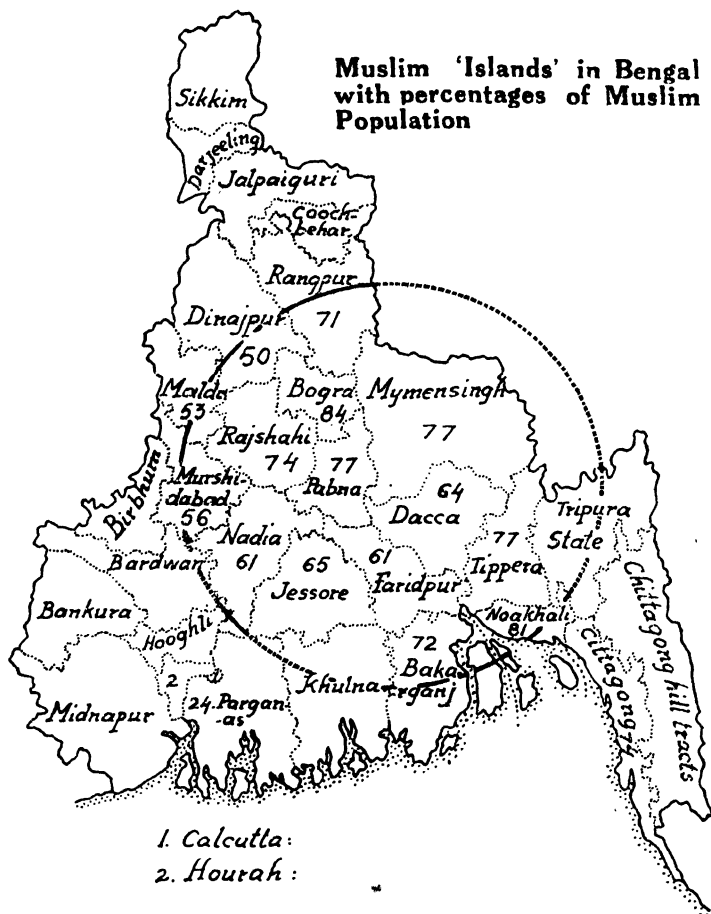 Muslim 'Islands' in Bengal
with percentages of Muslim
Population
Sikkim
Darjeeling
Jalpaiguri
Cooch-
behar
Rangpur
71
Dinajpur
50
Malda
53
Bogra
84
Mymensingh
77
Rajshahi
74
77
Pabna
Murshi-
dabad
56
Birbhum
64
Dacca
Tripura
State
Nadia
61
65
Jessore
61
Faridpur
77
Tippera
Bardwan
Bankura
Hooghli
Noakhali
81
72
Baka-
erganj
Khulna
2
1
24. Pargan-
-as
Midnapur
Cittagong 74
Chittagong hill tracts
1. Calcutta:
2. Hourah :